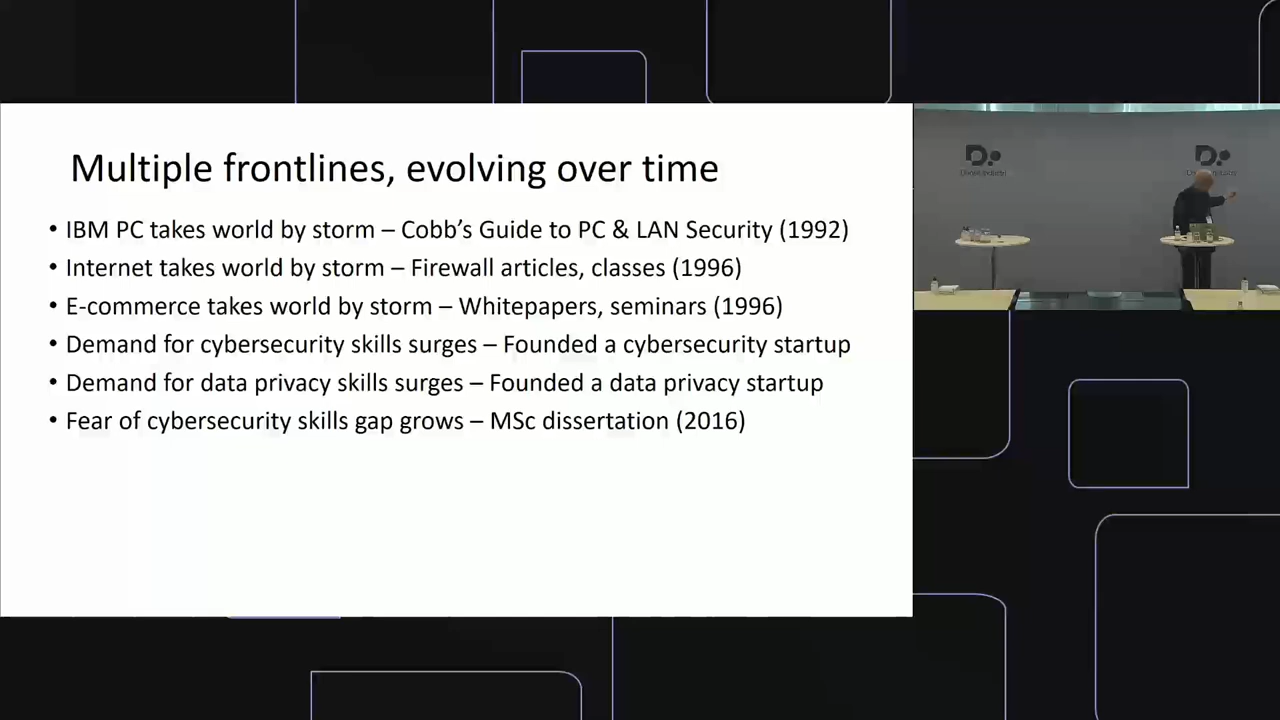 Multiple frontlines, evolving over time
• IBM PC takes world by storm – Cobb’s Guide to PC & LAN Security (1992)
• Internet takes world by storm – Firewall articles, classes (1996)
• E-commerce takes world by storm – Whitepapers, seminars (1996)
• Demand for cybersecurity skills surges – Founded a cybersecurity startup
• Demand for data privacy skills surges – Founded a data privacy startup
• Fear of cybersecurity skills gap grows – MSc dissertation (2016)